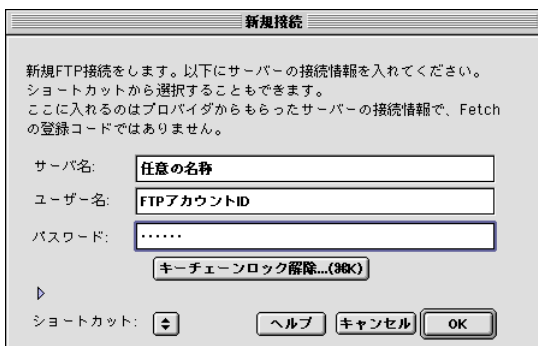 新規接続
新規FTP接続をします。以下にサーバーの接続情報を入れてください。
ショートカットから選択することもできます。
ここに入れるのはプロバイダからもらったサーバーの接続情報で、Fetch
の登録コードではありません。
サーバ名:
任意の名称
ユーザー名:
FTPアカウントID
パスワード:
······
キーチェーンロック解除...(⌘K)
ショートカット:
ヘルプ
キャンセル
OK